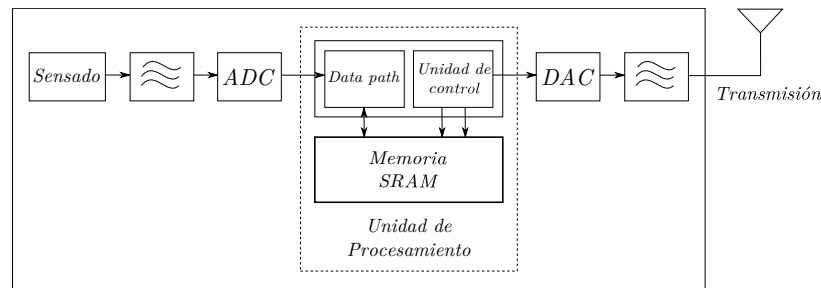 Sensado
ADC
Data path
Unidad de
control
DAC
Transmisión
Memoria
SRAM
Unidad de
Procesamiento